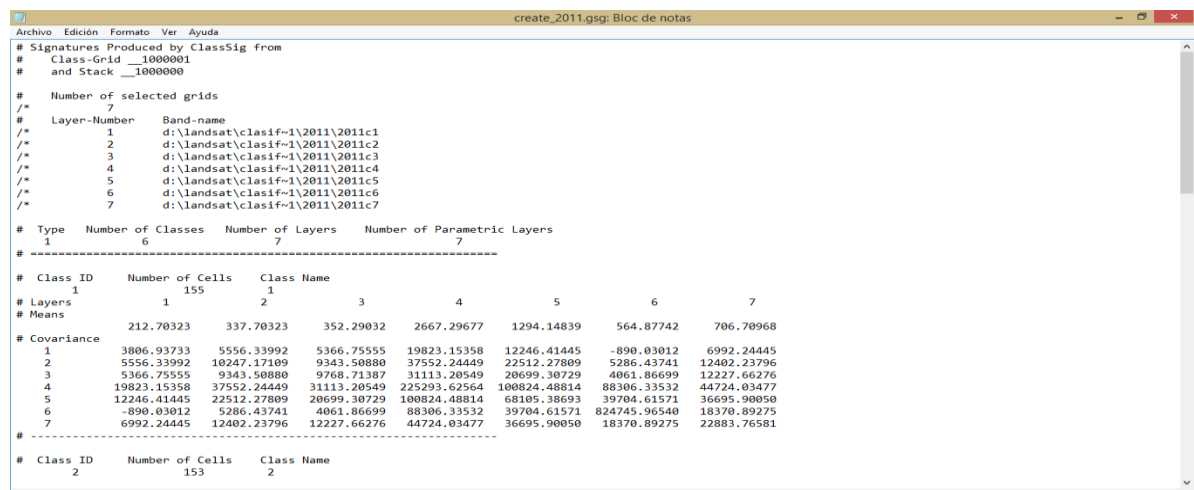 create_2011.gsg: Bloc de notas
Archivo Edición Formato Ver Ayuda
# Signatures Produced by ClassSig from
# Class-Grid __1000001
# and Stack __1000000
# Number of selected grids
/* 7
# Layer-Number Band-name
/* 1 d:\landsat\clasif~1\2011\2011c1
/* 2 d:\landsat\clasif~1\2011\2011c2
/* 3 d:\landsat\clasif~1\2011\2011c3
/* 4 d:\landsat\clasif~1\2011\2011c4
/* 5 d:\landsat\clasif~1\2011\2011c5
/* 6 d:\landsat\clasif~1\2011\2011c6
/* 7 d:\landsat\clasif~1\2011\2011c7
# Type Number of Classes Number of Layers Number of Parametric Layers
1 6 7 7
# ====================================================================
# Class ID Number of Cells Class Name
1 155 1
# Layers 1 2 3 4 5 6 7
# Means
212.70323 337.70323 352.29032 2667.29677 1294.14839 564.87742 706.70968
# Covariance
1 3806.93733 5556.33992 5366.75555 19823.15358 12246.41445 -890.03012 6992.24445
2 5556.33992 10247.17109 9343.50880 37552.24449 22512.27809 5286.43741 12402.23796
3 5366.75555 9343.50880 9768.71387 31113.20549 20699.30729 4061.86699 12227.66276
4 19823.15358 37552.24449 31113.20549 225293.62564 100824.48814 88306.33532 44724.03477
5 12246.41445 22512.27809 20699.30729 100824.48814 68105.38693 39704.61571 36695.90050
6 -890.03012 5286.43741 4061.86699 88306.33532 39704.61571 824745.96540 18370.89275
7 6992.24445 12402.23796 12227.66276 44724.03477 36695.90050 18370.89275 22883.76581
# --------------------------------------------------------------------
# Class ID Number of Cells Class Name
2 153 2